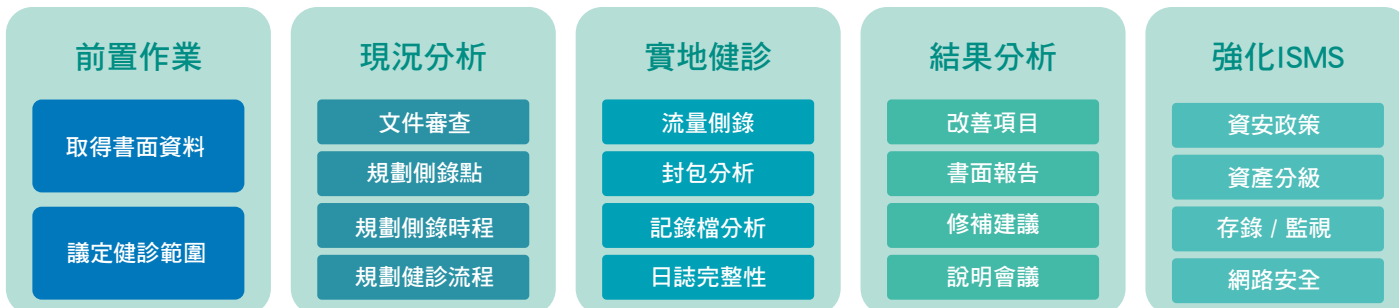 前置作業
取得書面資料
議定健診範圍
現況分析
文件審查
規劃側錄點
規劃側錄時程
規劃健診流程
實地健診
流量側錄
封包分析
記錄檔分析
日誌完整性
結果分析
改善項目
書面報告
修補建議
說明會議
強化ISMS
資安政策
資產分級
存錄 / 監視
網路安全